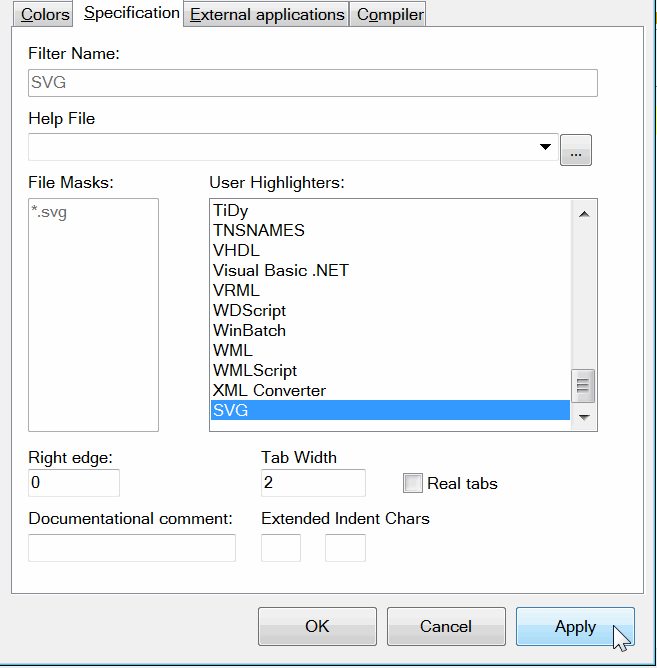 Colors Specification External applications Compiler
Filter Name:
SVG
Help File
...
File Masks: User Highlighters:
*.svg
TiDy
TNSNAMES
VHDL
Visual Basic .NET
VRML
WDScript
WinBatch
WML
WMLScript
XML Converter
SVG
Right edge: Tab Width
0 2 Real tabs
Documentational comment: Extended Indent Chars
OK Cancel Apply